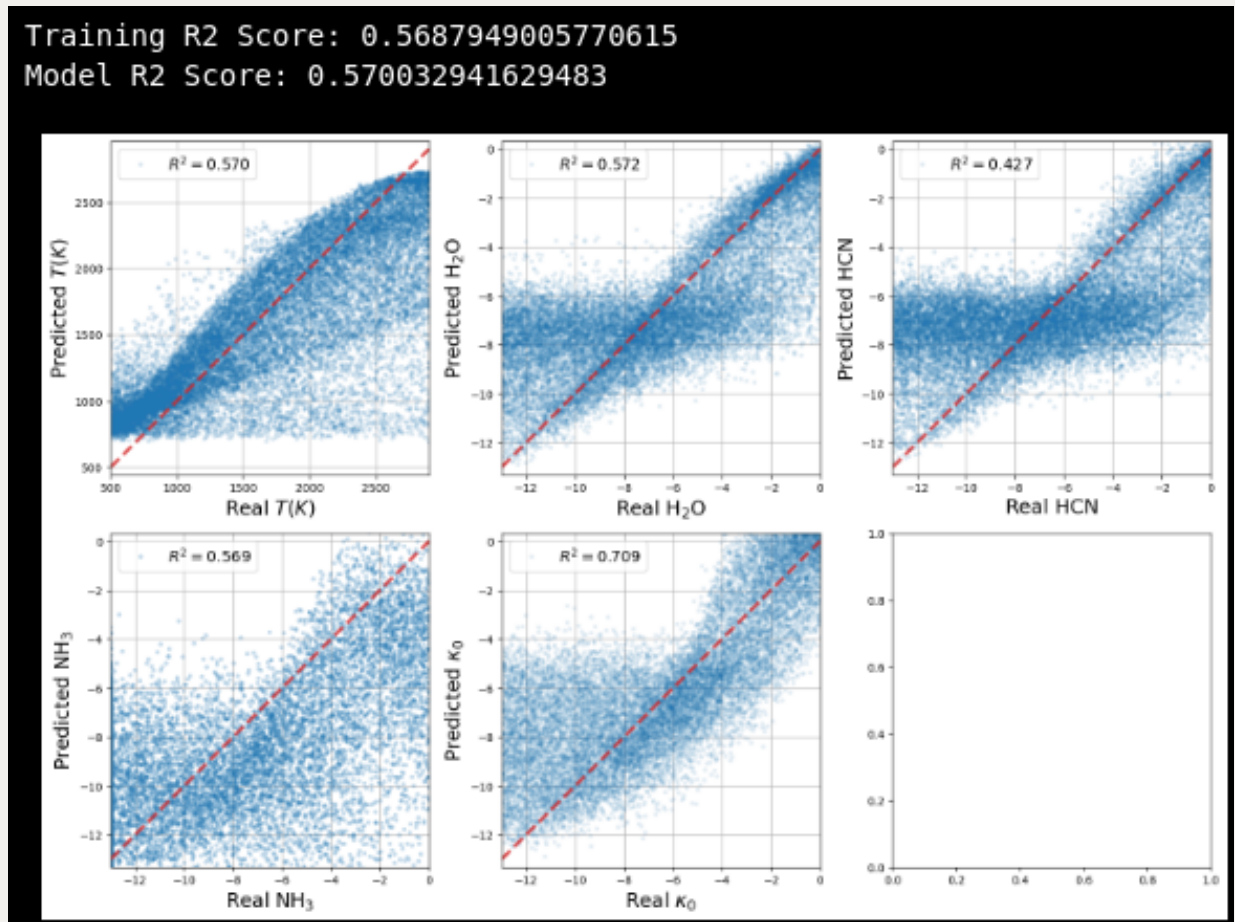 Training R2 Score: 0.5687949005770615
Model R2 Score: 0.570032941629483
R² = 0.570
2500
2000
1500
1000
500
500 1000 1500 2000 2500
Predicted T(K)
Real T(K)
R² = 0.572
0
−2
−4
−6
−8
−10
−12
−12 −10 −8 −6 −4 −2 0
Predicted H₂O
Real H₂O
R² = 0.427
0
−2
−4
−6
−8
−10
−12
−12 −10 −8 −6 −4 −2 0
Predicted HCN
Real HCN
R² = 0.569
0
−2
−4
−6
−8
−10
−12
−12 −10 −8 −6 −4 −2 0
Predicted NH₃
Real NH₃
R² = 0.709
0
−2
−4
−6
−8
−10
−12
−12 −10 −8 −6 −4 −2 0
Predicted κ₀
Real κ₀
1.0
0.8
0.6
0.4
0.2
0.0
0.0 0.2 0.4 0.6 0.8 1.0